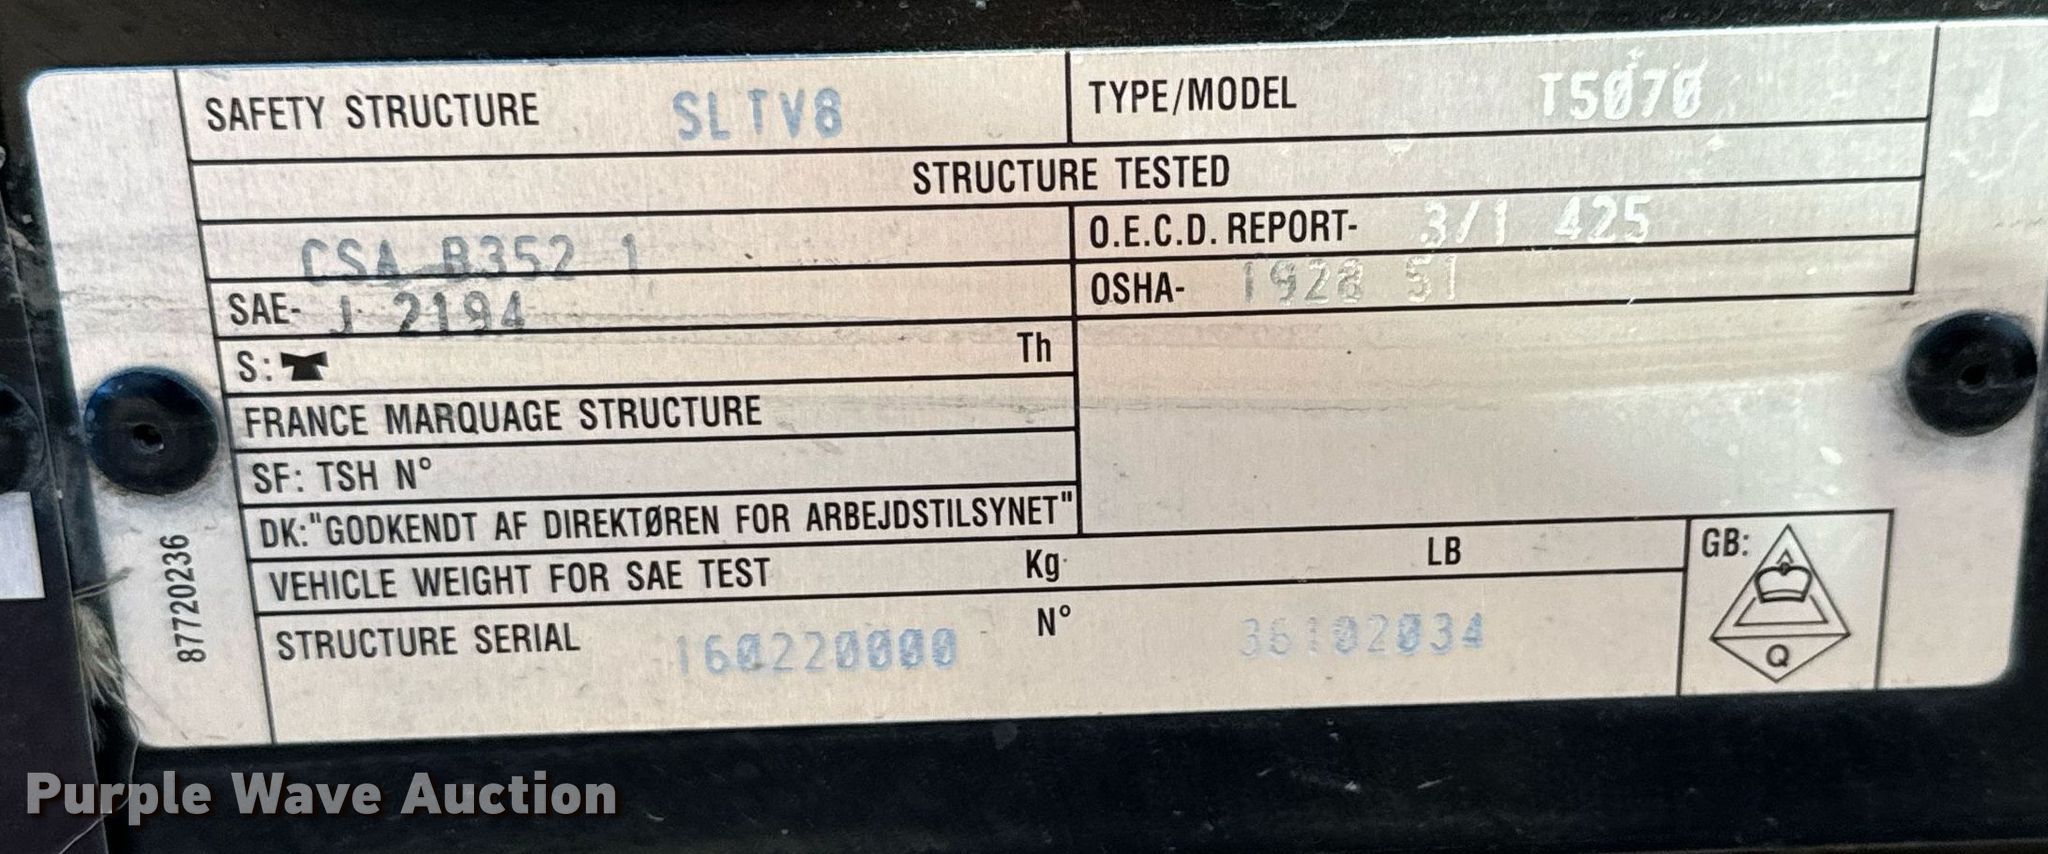 SAFETY STRUCTURE SLTV8 TYPE/MODEL T5070
STRUCTURE TESTED
CSA B352 1 O.E.C.D. REPORT- 3/1 425
SAE- J 2194 OSHA- 1928 51
S: Th
FRANCE MARQUAGE STRUCTURE
SF: TSH N°
DK:"GODKENDT AF DIREKTØREN FOR ARBEJDSTILSYNET"
VEHICLE WEIGHT FOR SAE TEST Kg LB GB:
STRUCTURE SERIAL 160220000 N° 36102034 Q
87720236
Purple Wave Auction